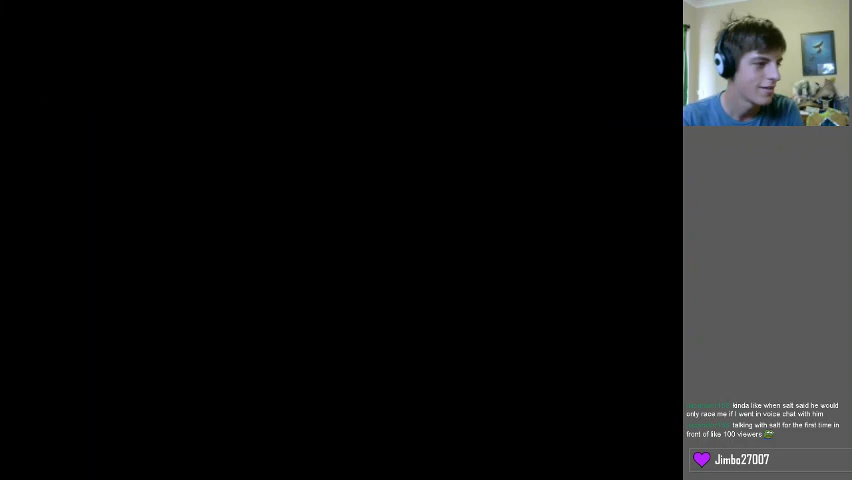 kinda like when salt said he would
only race me if I went in voice chat with him
talking with salt for the first time in
front of like 100 viewers
Jimbo27007